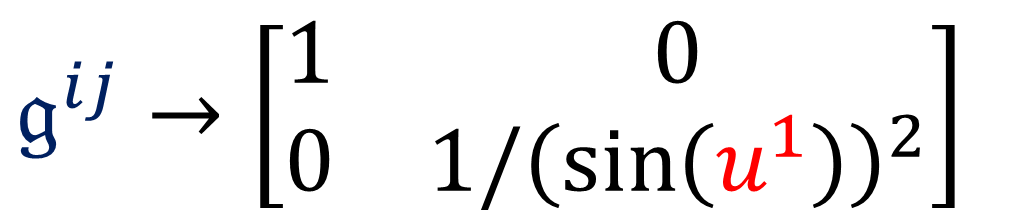 𝔤^{ij} → [1 0
0 1/(sin(u^1))^2]